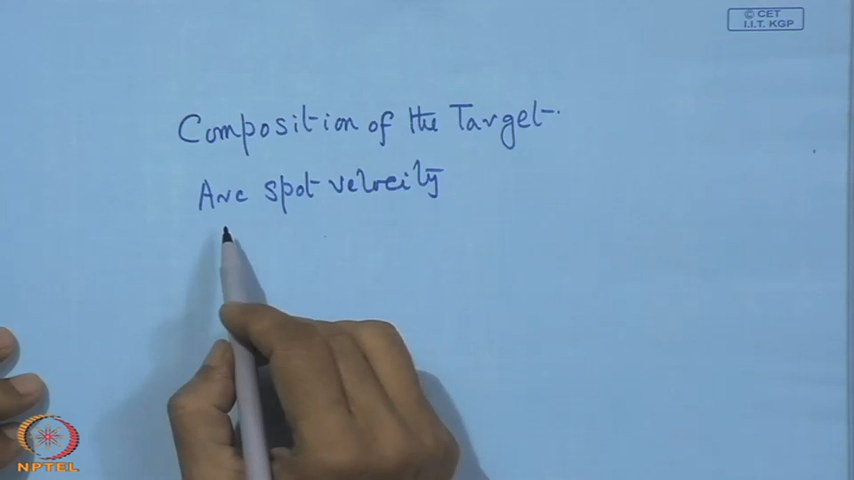 © CET
I.I.T. KGP
Composition of the Target.
Arc spot velocity
NPTEL